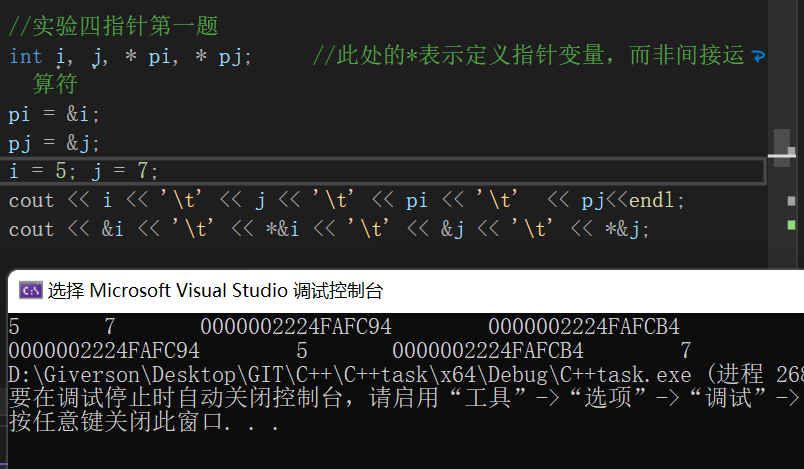 //实验四指针第一题
int i, j, * pi, * pj;     //此处的*表示定义指针变量，而非间接运
算符
pi = &i;
pj = &j;
i = 5; j = 7;
cout << i << '\t' << j << '\t' << pi << '\t'  << pj<<endl;
cout << &i << '\t' << *&i << '\t' << &j << '\t' << *&j;
选择 Microsoft Visual Studio 调试控制台
5       7       0000002224FAFC94        0000002224FAFCB4
0000002224FAFC94        5       0000002224FAFCB4        7
D:\Giverson\Desktop\GIT\C++\C++task\x64\Debug\C++task.exe (进程 268
要在调试停止时自动关闭控制台，请启用“工具”->“选项”->“调试”->
按任意键关闭此窗口. . .